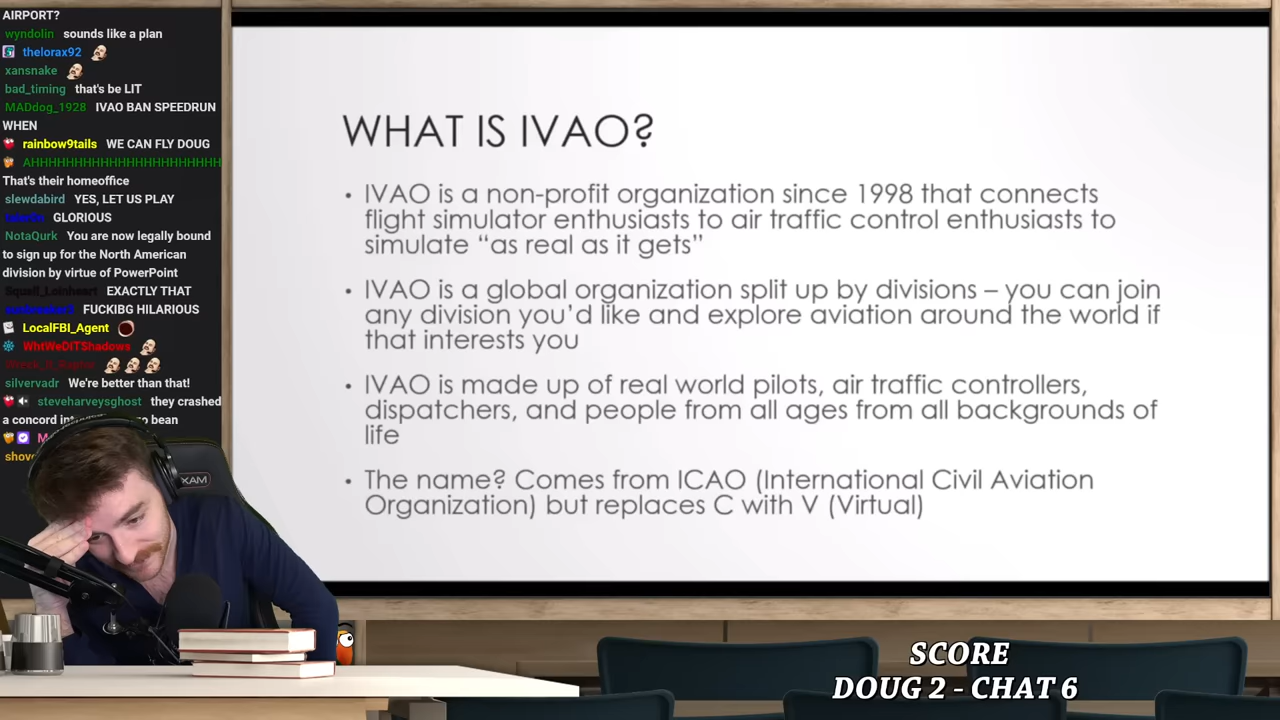 AIRPORT?
wyndolin sounds like a plan
thelorax92
xansnake
bad_timing that's be LIT
MADdog_1928 IVAO BAN SPEEDRUN
WHEN
rainbow9tails WE CAN FLY DOUG
AHHHHHHHHHHHHHHHHHHHHHHH
That's their homeoffice
slewdabird YES, LET US PLAY
GLORIOUS
NotaQurk You are now legally bound
to sign up for the North American
division by virtue of PowerPoint
Squall_Loinheart EXACTLY THAT
FUCKIBG HILARIOUS
LocalFBI_Agent
WhtWeDITShadows
silvervadr We're better than that!
steveharveysghost they crashed
a concord bean
XAM
WHAT IS IVAO?
• IVAO is a non-profit organization since 1998 that connects
flight simulator enthusiasts to air traffic control enthusiasts to
simulate “as real as it gets”
• IVAO is a global organization split up by divisions – you can join
any division you’d like and explore aviation around the world if
that interests you
• IVAO is made up of real world pilots, air traffic controllers,
dispatchers, and people from all ages from all backgrounds of
life
• The name? Comes from ICAO (International Civil Aviation
Organization) but replaces C with V (Virtual)
SCORE
DOUG 2 - CHAT 6